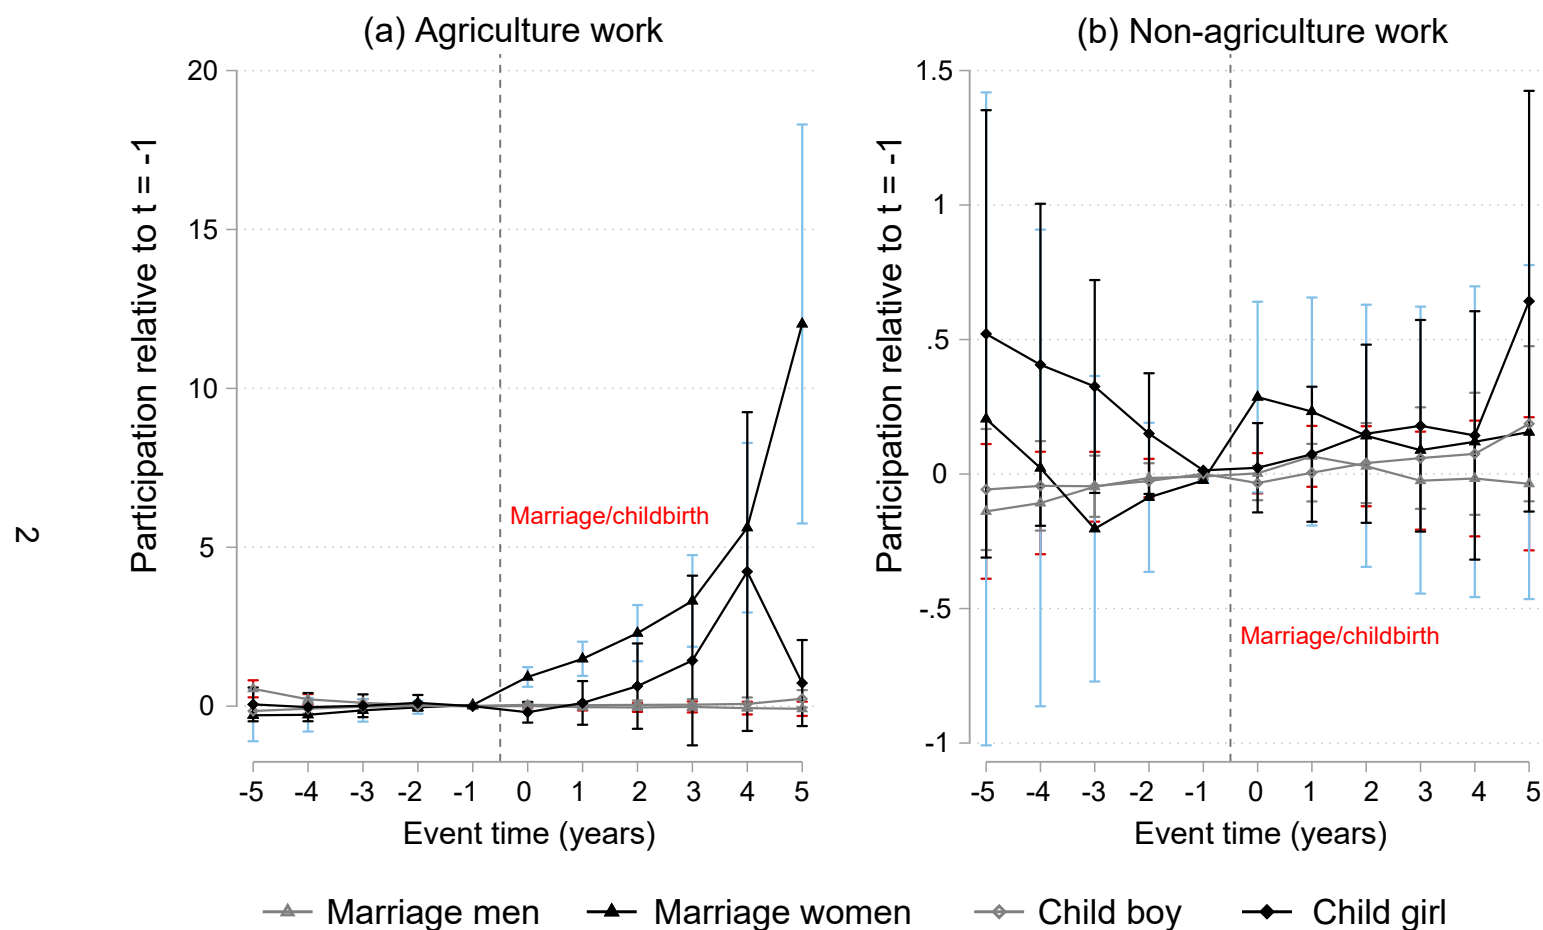 (a) Agriculture work
Participation relative to t = -1
20
15
10
5
0
Marriage/childbirth
-5 -4 -3 -2 -1 0 1 2 3 4 5
Event time (years)
(b) Non-agriculture work
Participation relative to t = -1
1.5
1
.5
0
-.5
-1
Marriage/childbirth
-5 -4 -3 -2 -1 0 1 2 3 4 5
Event time (years)
Marriage men Marriage women Child boy Child girl
2